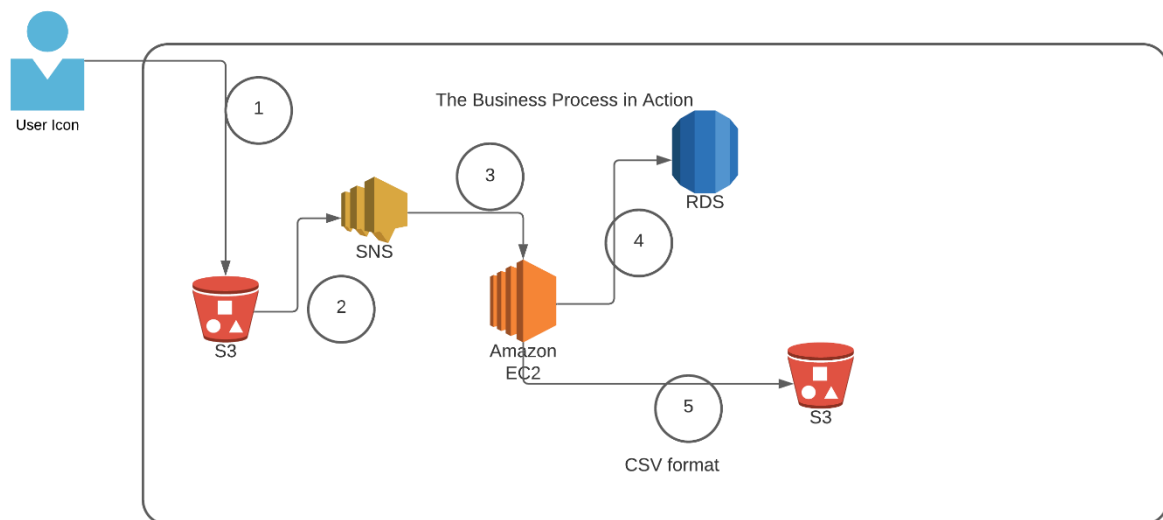 User Icon
1
The Business Process in Action
3
RDS
SNS
4
2
S3
Amazon
EC2
5
S3
CSV format